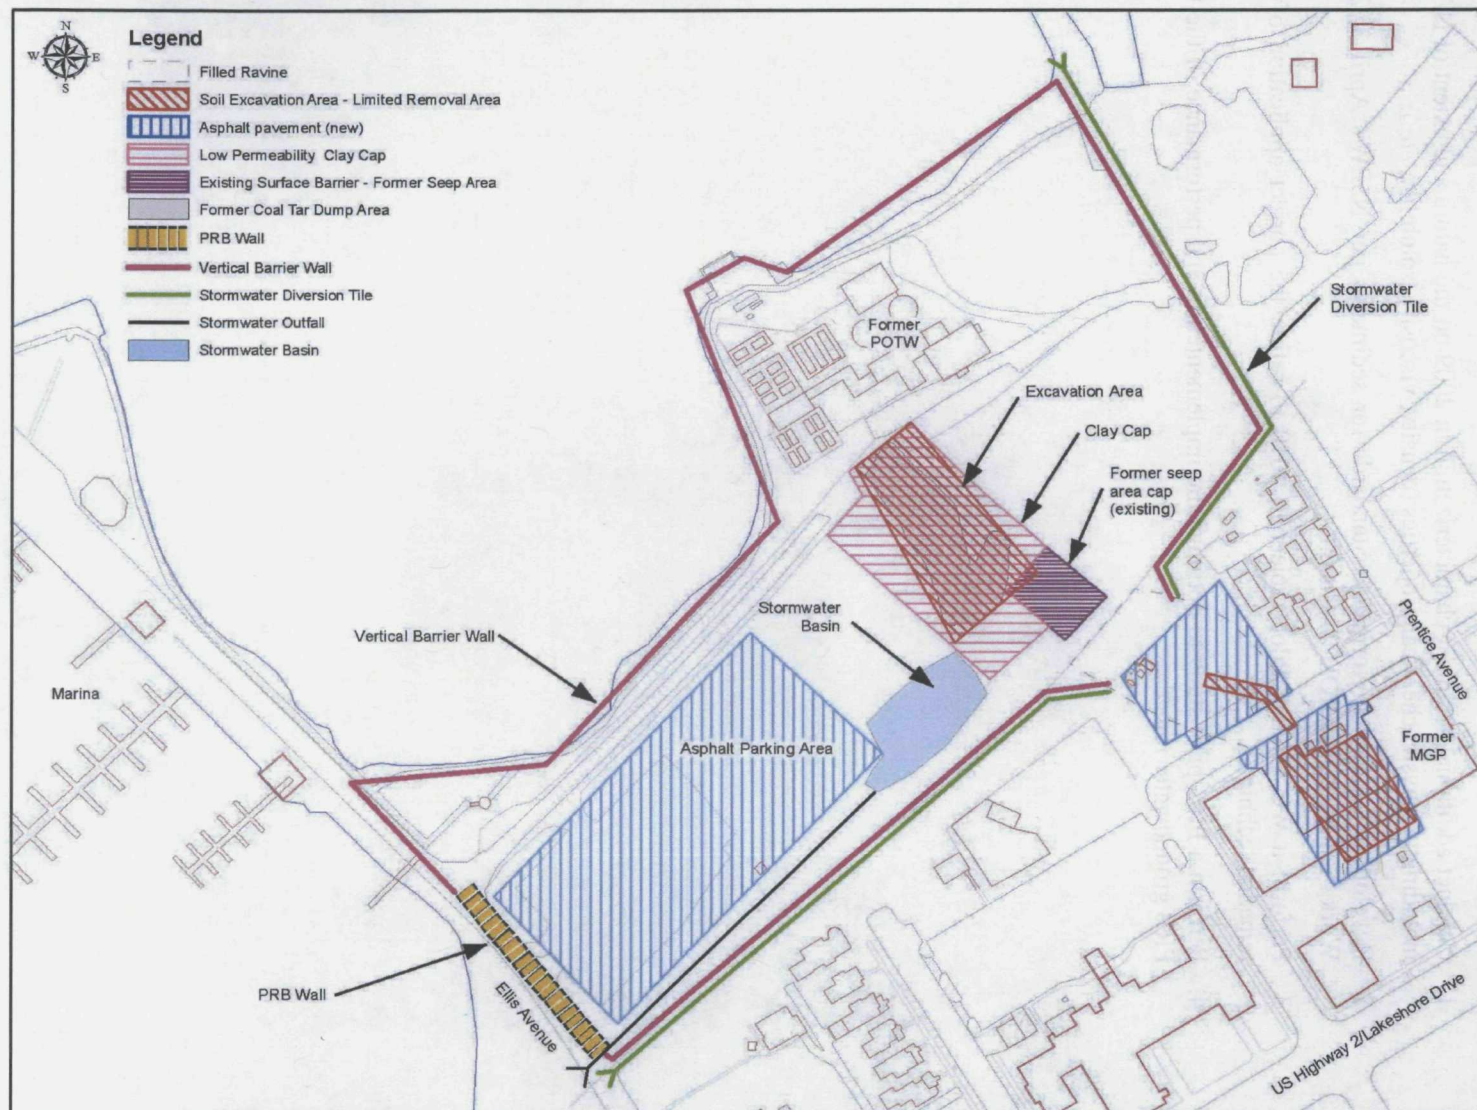 N
W E
S
Legend
Filled Ravine
Soil Excavation Area - Limited Removal Area
Asphalt pavement (new)
Low Permeability Clay Cap
Existing Surface Barrier - Former Seep Area
Former Coal Tar Dump Area
PRB Wall
Vertical Barrier Wall
Stormwater Diversion Tile
Stormwater Outfall
Stormwater Basin
Stormwater
Diversion Tile
Former
POTW
Excavation Area
Clay Cap
Former seep
area cap
(existing)
Stormwater
Basin
Vertical Barrier Wall
Marina
Prentice Avenue
Asphalt Parking Area
Former
MGP
PRB Wall
Ellis Avenue
US Highway 2/Lakeshore Drive